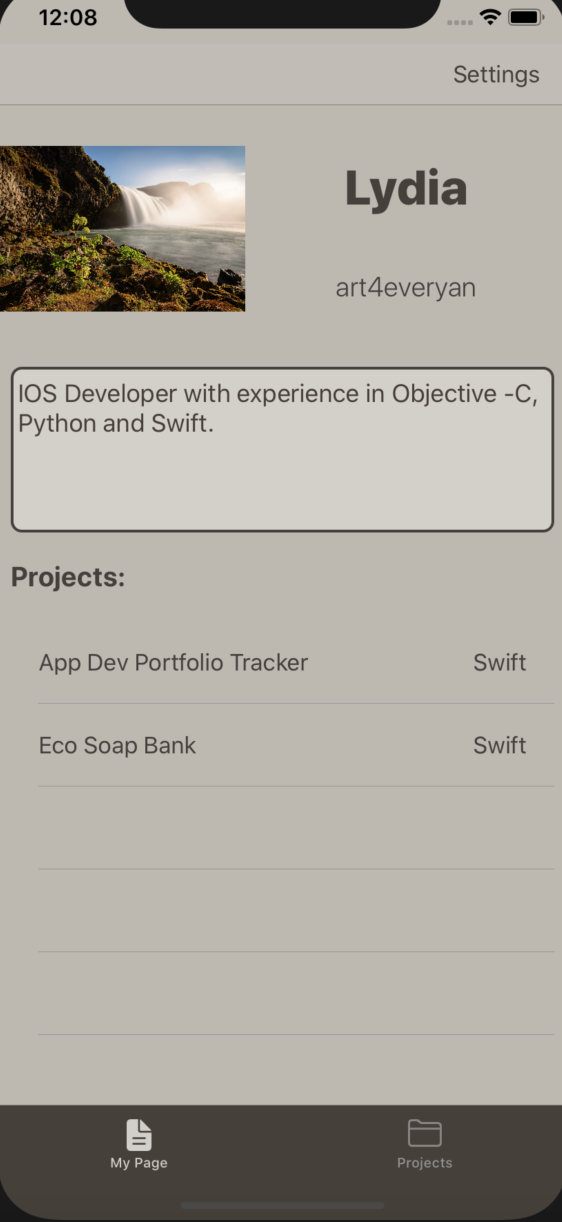 12:08
Settings
Lydia
art4everyan
IOS Developer with experience in Objective -C,
Python and Swift.
Projects:
App Dev Portfolio Tracker Swift
Eco Soap Bank Swift
My Page Projects